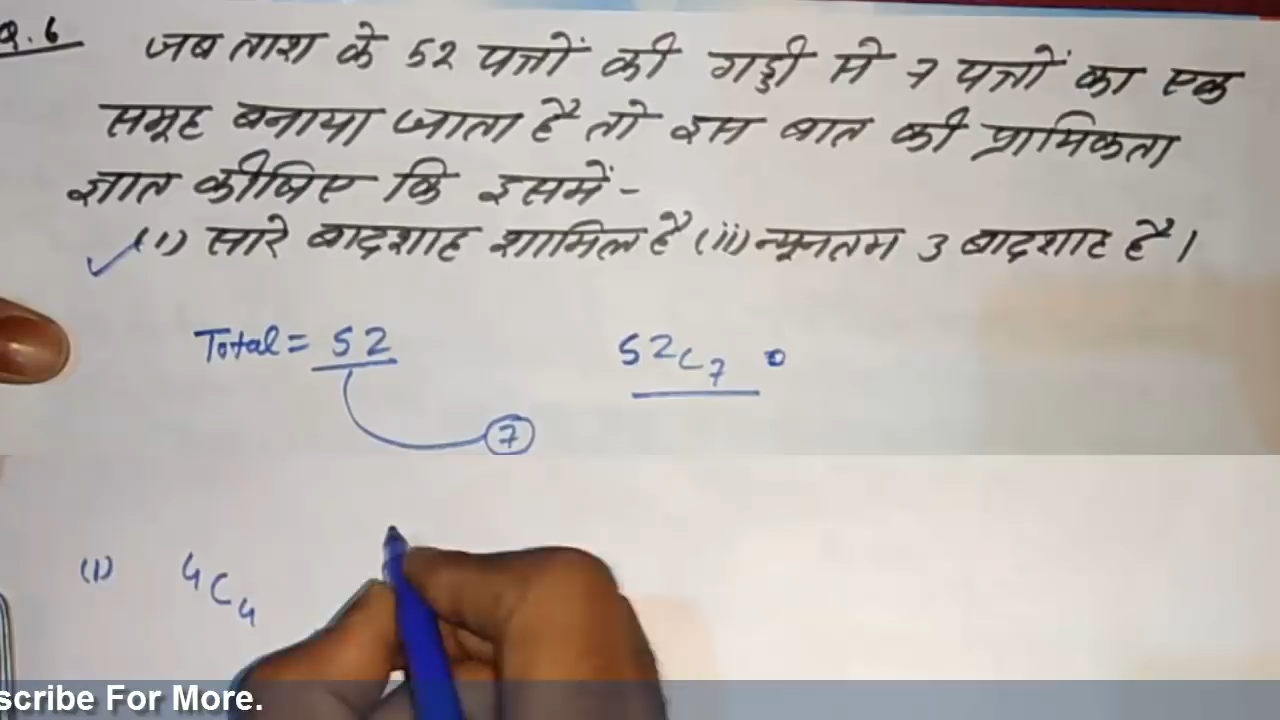 Q.6 जब ताश के 52 पत्तों की गड्डी से 7 पत्तों का एक
समूह बनाया जाता है तो इस बात की प्रायिकता
ज्ञात कीजिए कि इसमें-
(i) सारे बादशाह शामिल है (ii) न्यूनतम 3 बादशाह है।
Total = 52 52C7
7
(i) 4C4
scribe For More.